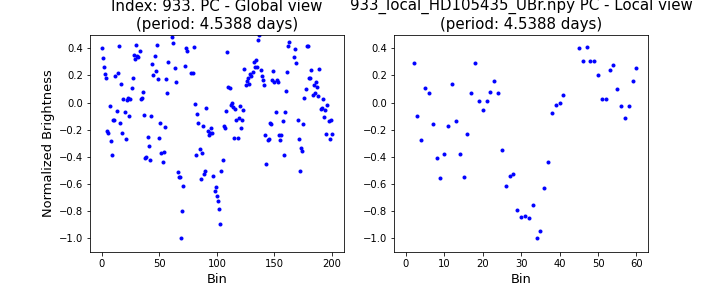 Index: 933. PC - Global view
(period: 4.5388 days)
933_local_HD105435_UBr.npy PC - Local view
(period: 4.5388 days)
Normalized Brightness
0.4
0.2
0.0
−0.2
−0.4
−0.6
−0.8
−1.0
0 50 100 150 200
Bin
0.4
0.2
0.0
−0.2
−0.4
−0.6
−0.8
−1.0
0 10 20 30 40 50 60
Bin